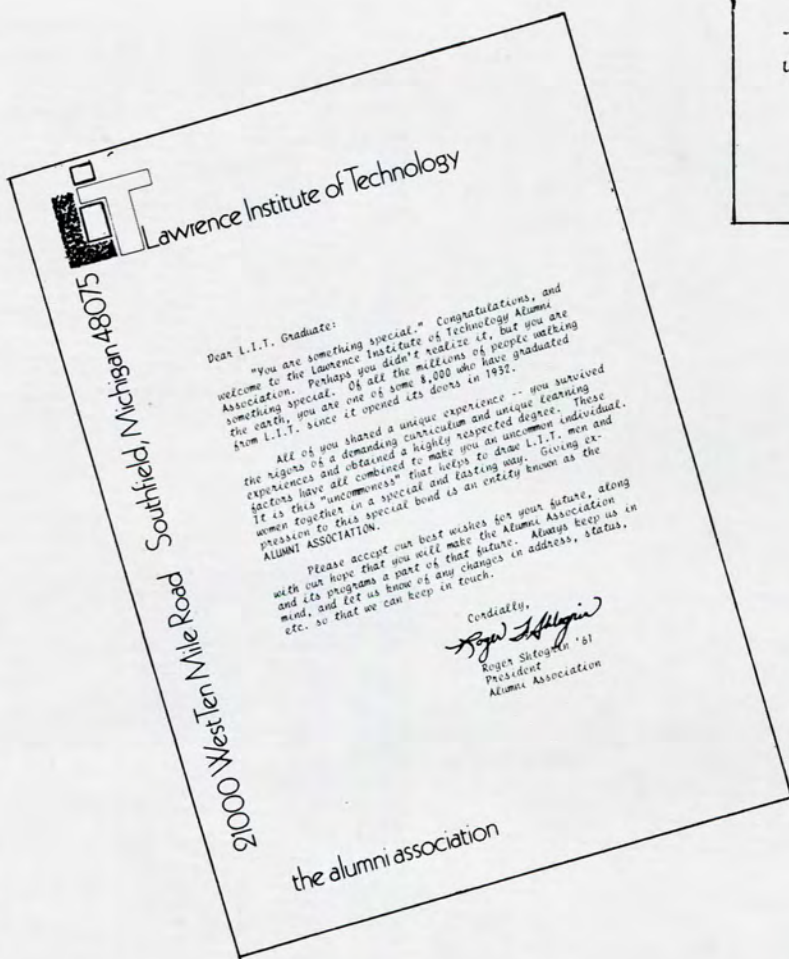 LIT
Lawrence Institute of Technology
21000 West Ten Mile Road Southfield, Michigan 48075
Dear L.I.T. Graduate:
"You are something special." Congratulations, and
welcome to the Lawrence Institute of Technology Alumni
Association. Perhaps you didn't realize it, but you are
something special. Of all the millions of people walking
the earth, you are one of some 8,000 who have graduated
from L.I.T. since it opened its doors in 1932.
All of you shared a unique experience -- you survived
the rigors of a demanding curriculum and unique learning
experiences and obtained a highly respected degree. These
factors have all combined to make you an uncommon individual.
It is this "uncommoness" that helps to draw L.I.T. men and
women together in a special and lasting way. Giving ex-
pression to this special bond is an entity known as the
ALUMNI ASSOCIATION.
Please accept our best wishes for your future, along
with our hope that you will make the Alumni Association
and its programs a part of that future. Always keep us in
mind, and let us know of any changes in address, status,
etc. so that we can keep in touch.
Cordially,
Roger Shtogrin '61
President
Alumni Association
the alumni association